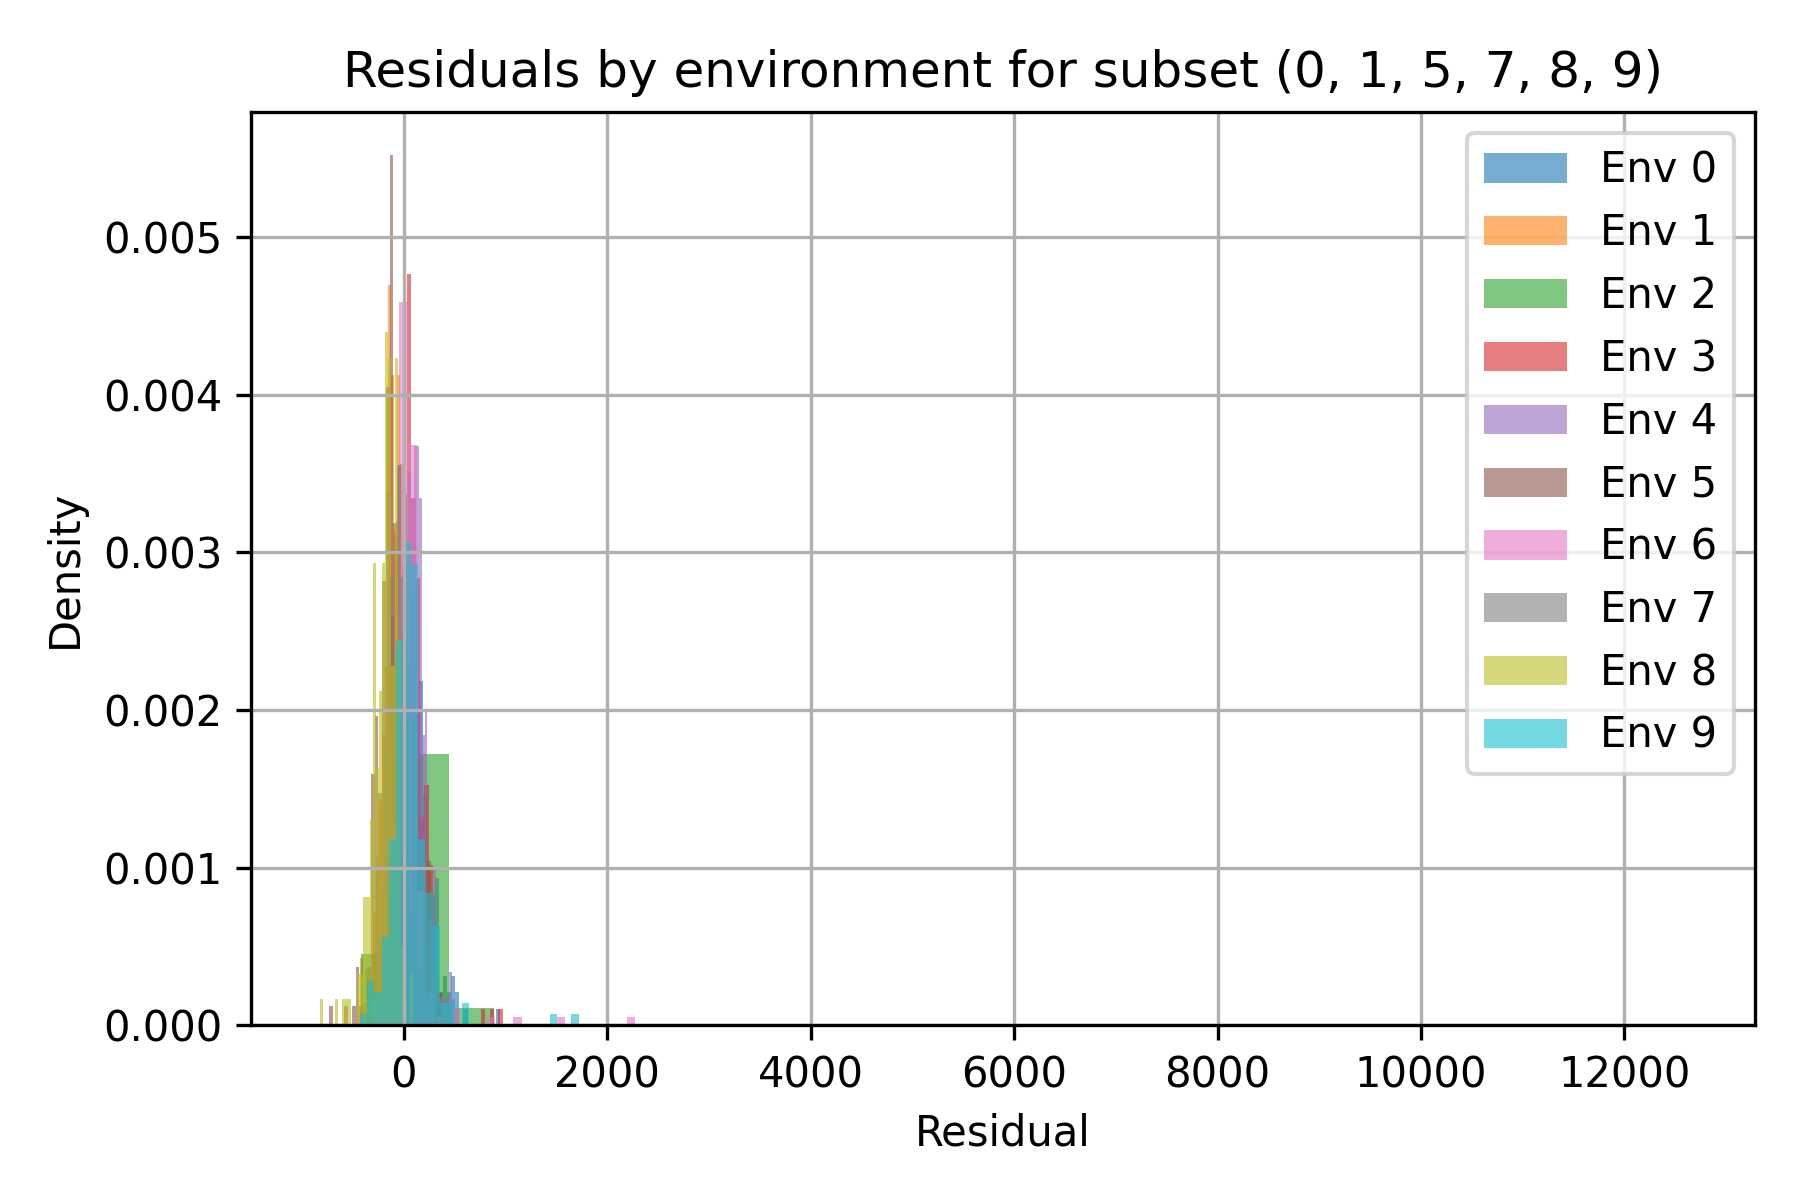 Residuals by environment for subset (0, 1, 5, 7, 8, 9)
Env 0
Env 1
Env 2
Env 3
Env 4
Env 5
Env 6
Env 7
Env 8
Env 9
Density
0.005
0.004
0.003
0.002
0.001
0.000
0 2000 4000 6000 8000 10000 12000
Residual